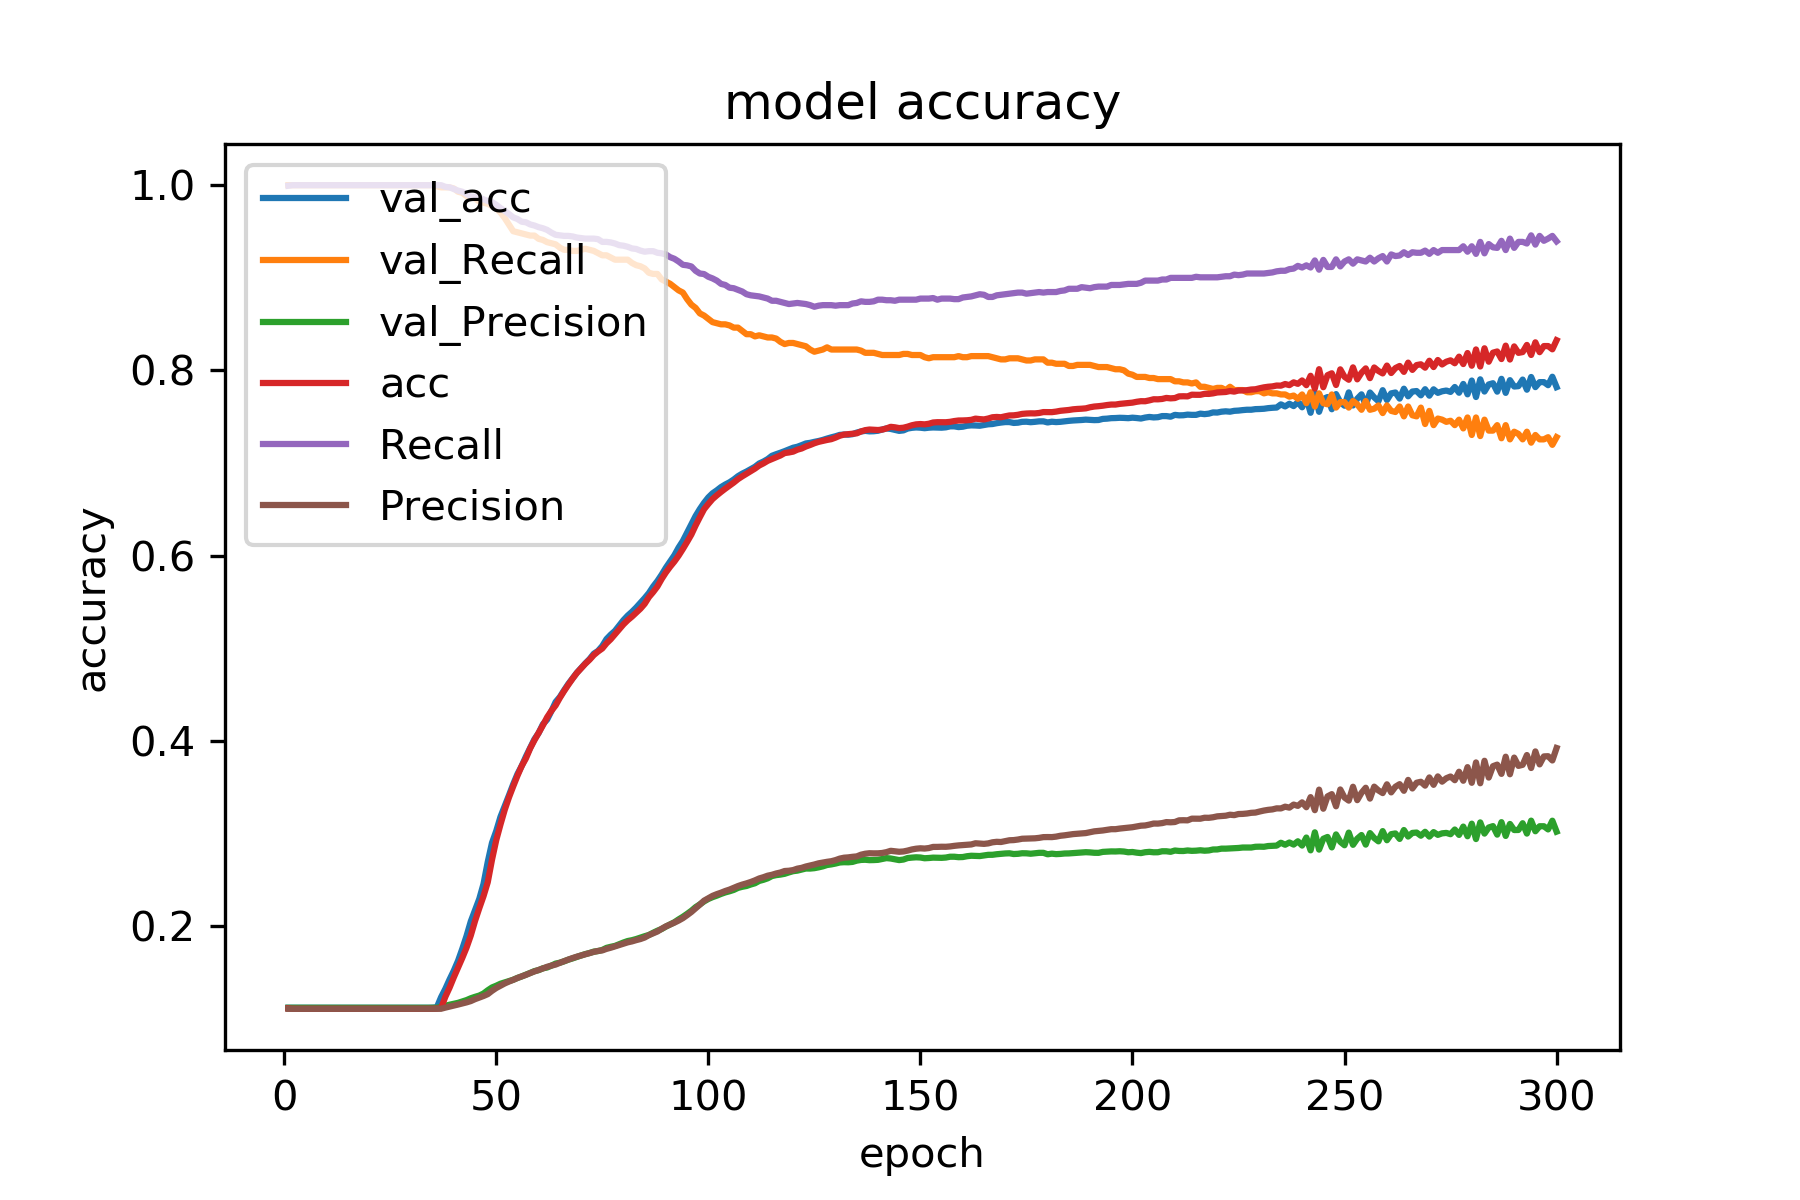 model accuracy
val_acc
val_Recall
val_Precision
acc
Recall
Precision
accuracy
1.0
0.8
0.6
0.4
0.2
0 50 100 150 200 250 300
epoch